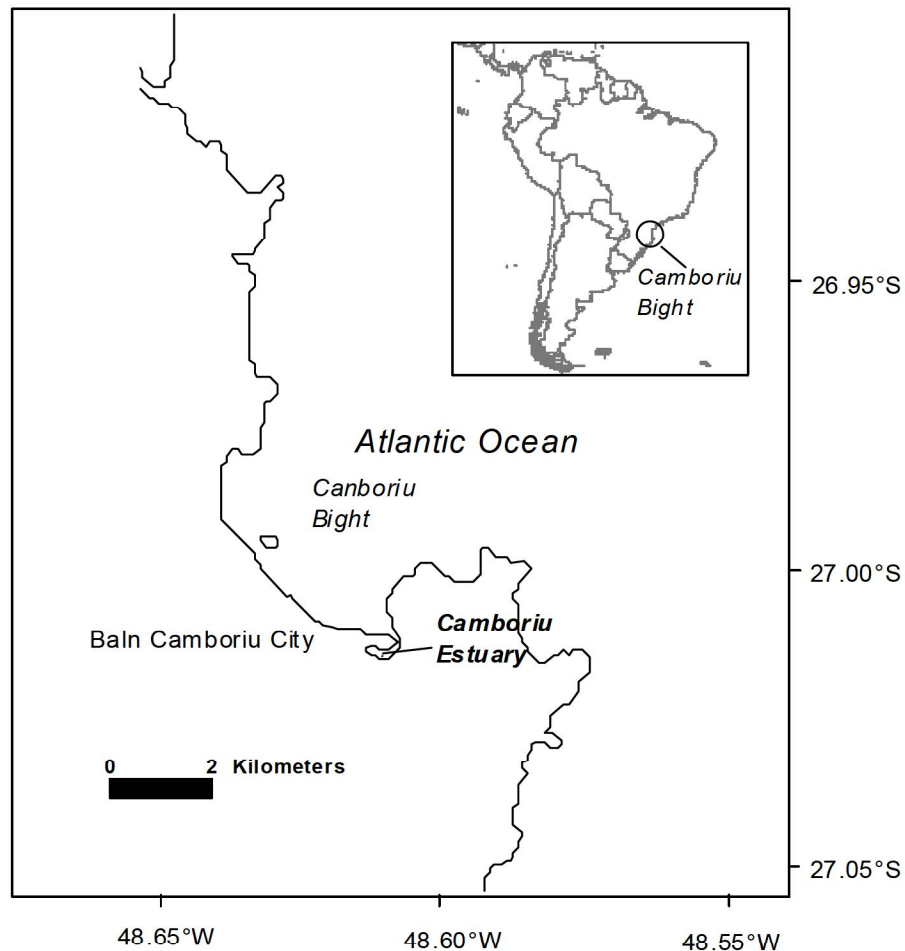 Camboriu
Bight
26.95°S
Atlantic Ocean
Canboriu
Bight
27.00°S
Camboriu
Estuary
Baln Camboriu City
0 2 Kilometers
27.05°S
48.65°W 48.60°W 48.55°W